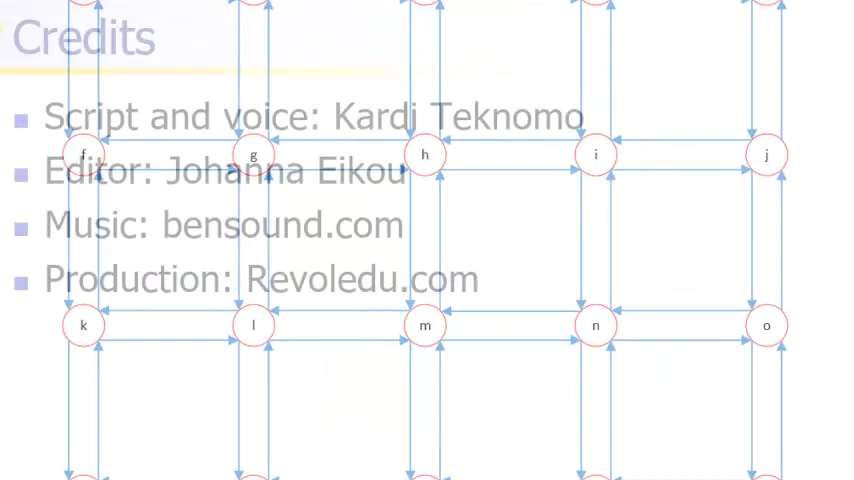 Credits
Script and voice: Kardi Teknomo
f g h i j
Editor: Johanna Eikou
Music: bensound.com
Production: Revoledu.com
k l m n o